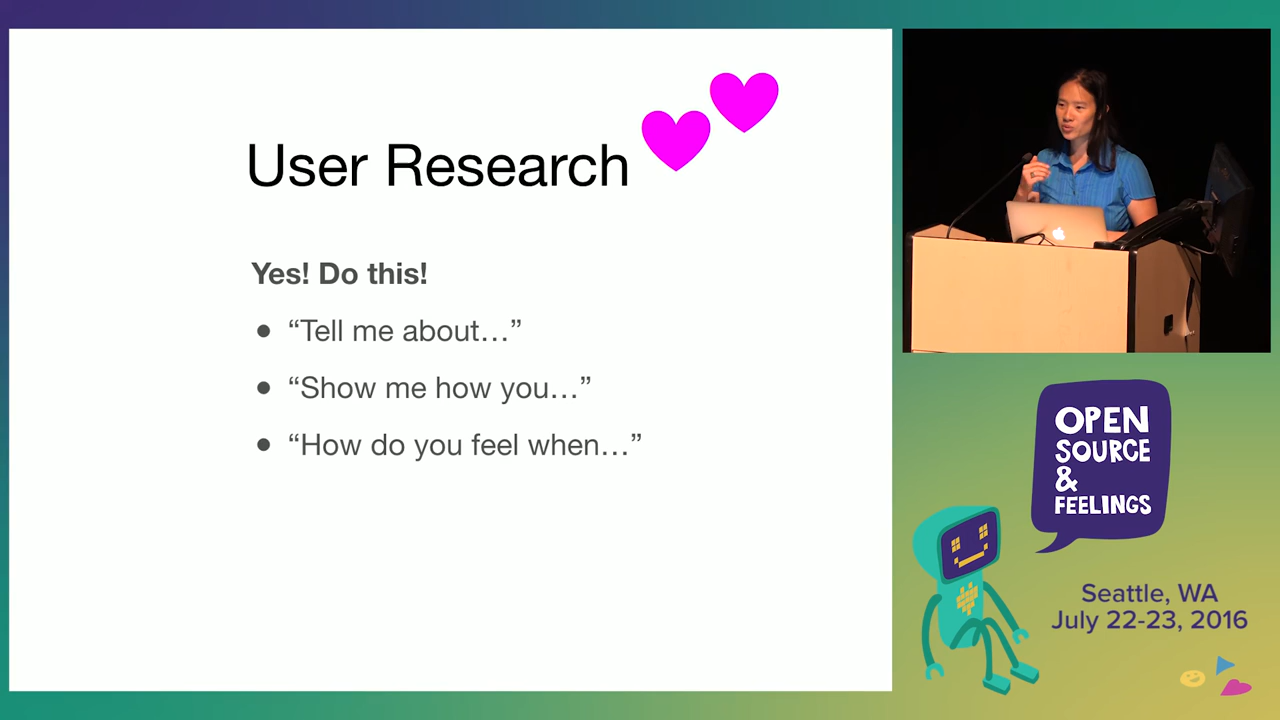 User Research
Yes! Do this!
• “Tell me about…”
• “Show me how you…”
• “How do you feel when…”
OPEN
SOURCE
&
FEELINGS
Seattle, WA
July 22-23, 2016